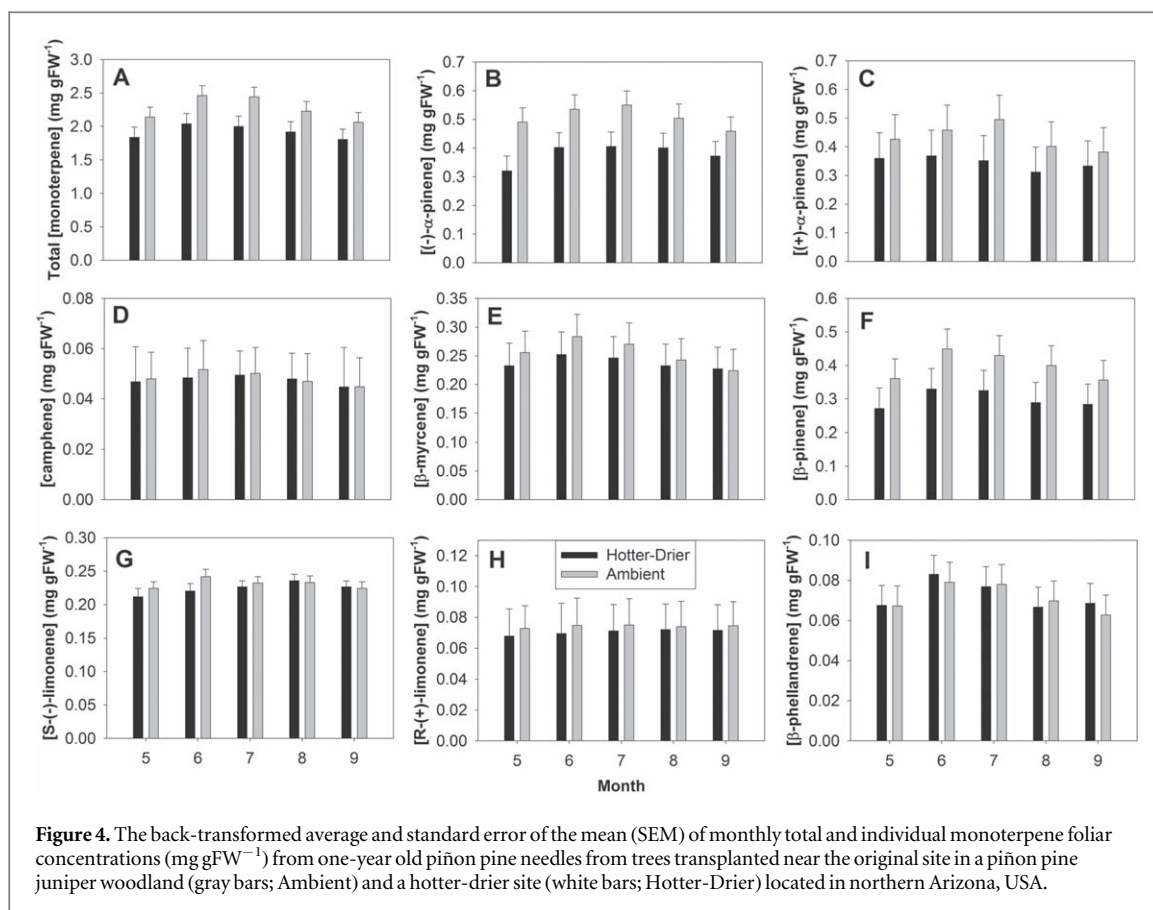 A
Total [monoterpene] (mg gFW⁻¹)
3.0
2.5
2.0
1.5
1.0
0.5
0.0
B
[(-)-α-pinene] (mg gFW⁻¹)
0.7
0.6
0.5
0.4
0.3
0.2
0.1
0.0
C
[(+)-α-pinene] (mg gFW⁻¹)
0.7
0.6
0.5
0.4
0.3
0.2
0.1
0.0
D
[camphene] (mg gFW⁻¹)
0.08
0.06
0.04
0.02
0.00
E
[β-myrcene] (mg gFW⁻¹)
0.35
0.30
0.25
0.20
0.15
0.10
0.05
0.00
F
[β-pinene] (mg gFW⁻¹)
0.6
0.5
0.4
0.3
0.2
0.1
0.0
G
[S-(-)-limonene] (mg gFW⁻¹)
0.30
0.25
0.20
0.15
0.10
0.05
0.00
5 6 7 8 9
H
[R-(+)-limonene] (mg gFW⁻¹)
0.12
0.10
0.08
0.06
0.04
0.02
0.00
Hotter-Drier
Ambient
5 6 7 8 9
Month
I
[β-phellandrene] (mg gFW⁻¹)
0.10
0.08
0.06
0.04
0.02
0.00
5 6 7 8 9
Figure 4. The back-transformed average and standard error of the mean (SEM) of monthly total and individual monoterpene foliar
concentrations (mg gFW⁻¹) from one-year old piñon pine needles from trees transplanted near the original site in a piñon pine
juniper woodland (gray bars; Ambient) and a hotter-drier site (white bars; Hotter-Drier) located in northern Arizona, USA.